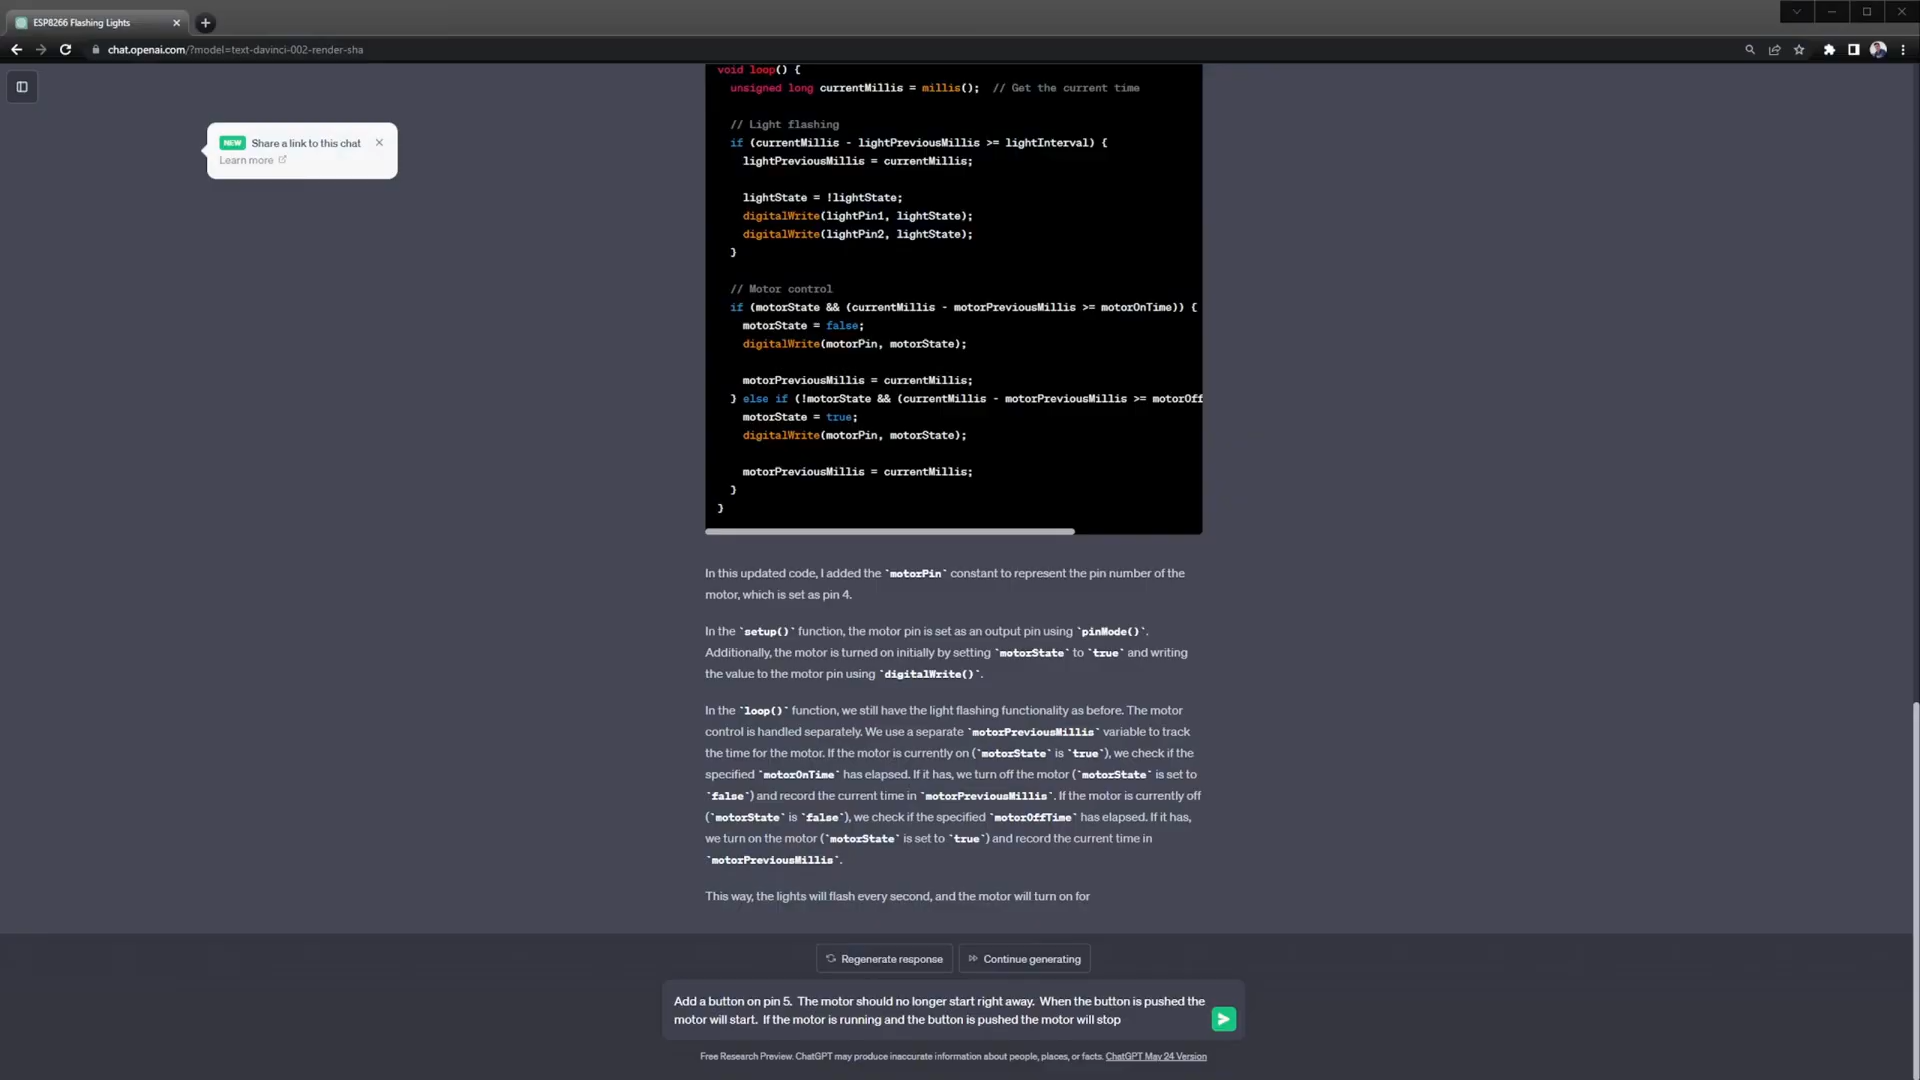 ESP8266 Flashing Lights
chat.openai.com/?model=text-davinci-002-render-sha
NEW Share a link to this chat
Learn more
void loop() {
unsigned long currentMillis = millis();  // Get the current time
// Light flashing
if (currentMillis - lightPreviousMillis >= lightInterval) {
lightPreviousMillis = currentMillis;
lightState = !lightState;
digitalWrite(lightPin1, lightState);
digitalWrite(lightPin2, lightState);
}
// Motor control
if (motorState && (currentMillis - motorPreviousMillis >= motorOnTime)) {
motorState = false;
digitalWrite(motorPin, motorState);
motorPreviousMillis = currentMillis;
} else if (!motorState && (currentMillis - motorPreviousMillis >= motorOff
motorState = true;
digitalWrite(motorPin, motorState);
motorPreviousMillis = currentMillis;
}
}
In this updated code, I added the `motorPin` constant to represent the pin number of the
motor, which is set as pin 4.
In the `setup()` function, the motor pin is set as an output pin using `pinMode()`.
Additionally, the motor is turned on initially by setting `motorState` to `true` and writing
the value to the motor pin using `digitalWrite()`.
In the `loop()` function, we still have the light flashing functionality as before. The motor
control is handled separately. We use a separate `motorPreviousMillis` variable to track
the time for the motor. If the motor is currently on (`motorState` is `true`), we check if the
specified `motorOnTime` has elapsed. If it has, we turn off the motor (`motorState` is set to
`false`) and record the current time in `motorPreviousMillis`. If the motor is currently off
(`motorState` is `false`), we check if the specified `motorOffTime` has elapsed. If it has,
we turn on the motor (`motorState` is set to `true`) and record the current time in
`motorPreviousMillis`.
This way, the lights will flash every second, and the motor will turn on for
Regenerate response
Continue generating
Add a button on pin 5.  The motor should no longer start right away.  When the button is pushed the
motor will start.  If the motor is running and the button is pushed the motor will stop
Free Research Preview. ChatGPT may produce inaccurate information about people, places, or facts. ChatGPT May 24 Version